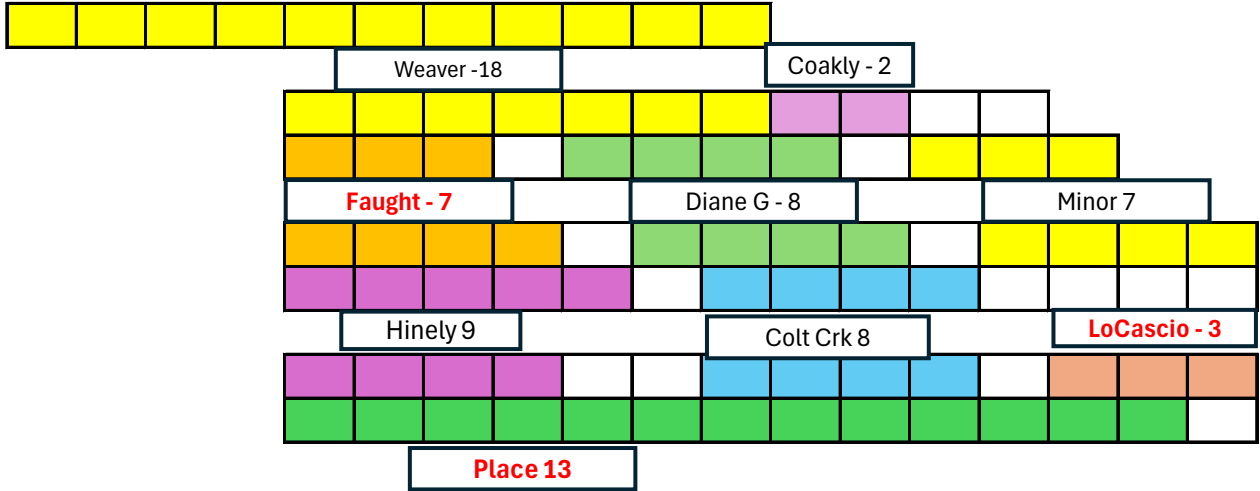 Weaver -18
Coakly - 2
Faught - 7
Diane G - 8
Minor 7
Hinely 9
Colt Crk 8
LoCascio - 3
Place 13